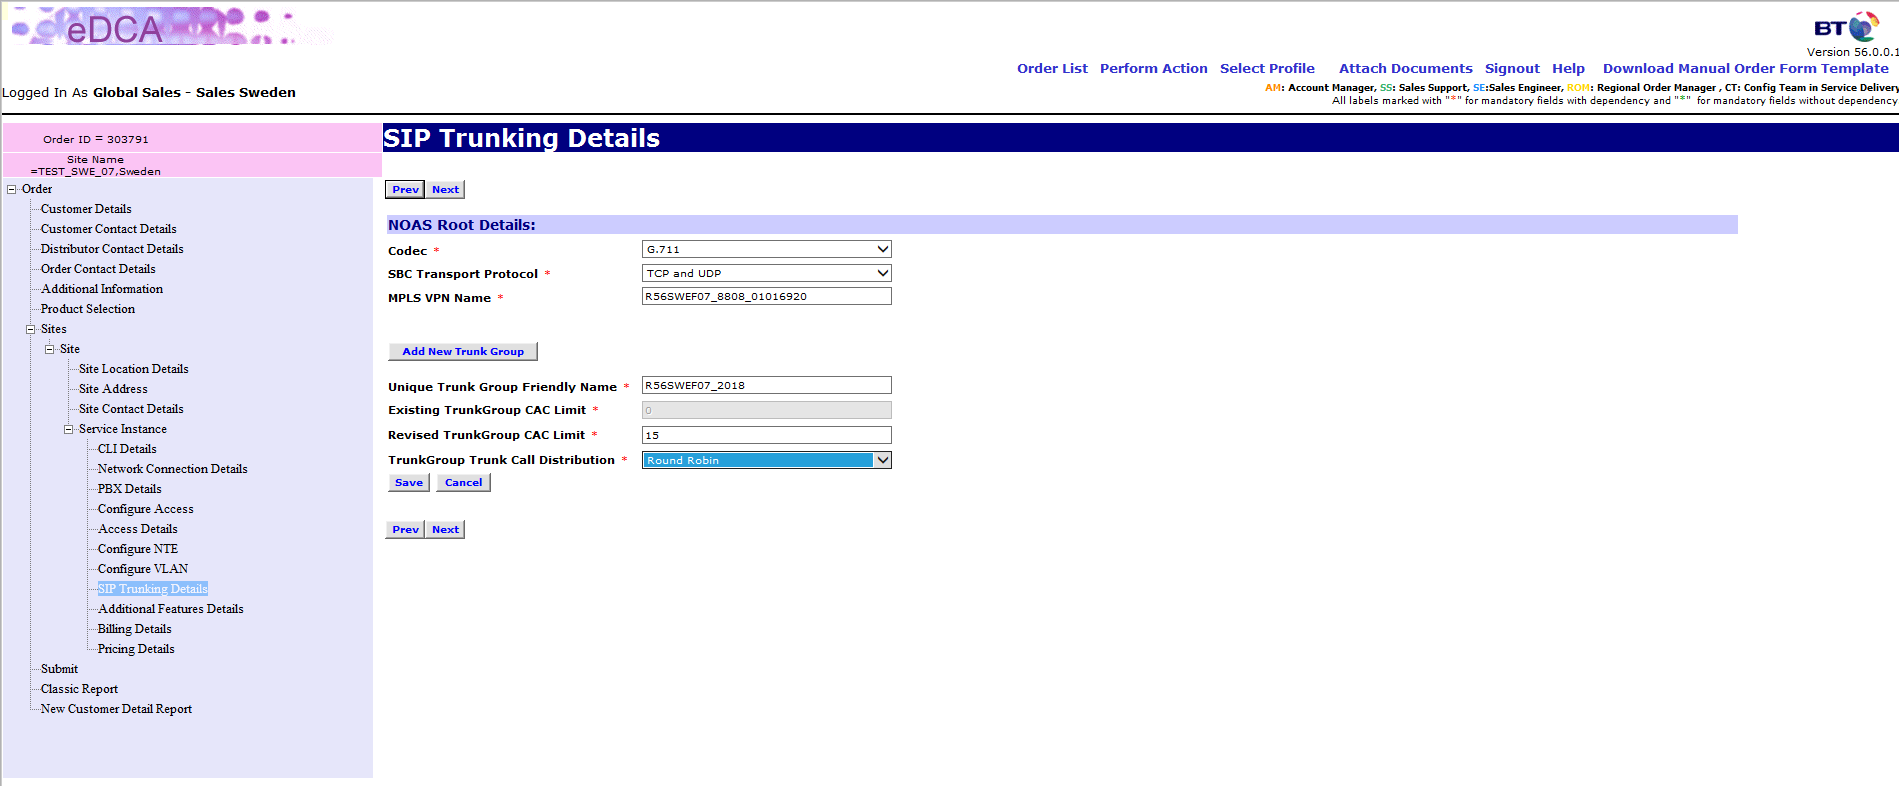 eDCA
BT
Version 56.0.0.1
Order List Perform Action Select Profile Attach Documents Signout Help Download Manual Order Form Template
Logged In As Global Sales - Sales Sweden
AM: Account Manager, SS: Sales Support, SE:Sales Engineer, ROM: Regional Order Manager , CT: Config Team in Service Delivery
All labels marked with "*" for mandatory fields with dependency and "*" for mandatory fields without dependency
Order ID = 303791
Site Name
=TEST_SWE_07,Sweden
Order
Customer Details
Customer Contact Details
Distributor Contact Details
Order Contact Details
Additional Information
Product Selection
Sites
Site
Site Location Details
Site Address
Site Contact Details
Service Instance
CLI Details
Network Connection Details
PBX Details
Configure Access
Access Details
Configure NTE
Configure VLAN
SIP Trunking Details
Additional Features Details
Billing Details
Pricing Details
Submit
Classic Report
New Customer Detail Report
SIP Trunking Details
Prev Next
NOAS Root Details:
Codec * G.711
SBC Transport Protocol * TCP and UDP
MPLS VPN Name * R56SWEF07_8808_01016920
Add New Trunk Group
Unique Trunk Group Friendly Name * R56SWEF07_2018
Existing TrunkGroup CAC Limit * 0
Revised TrunkGroup CAC Limit * 15
TrunkGroup Trunk Call Distribution * Round Robin
Save Cancel
Prev Next